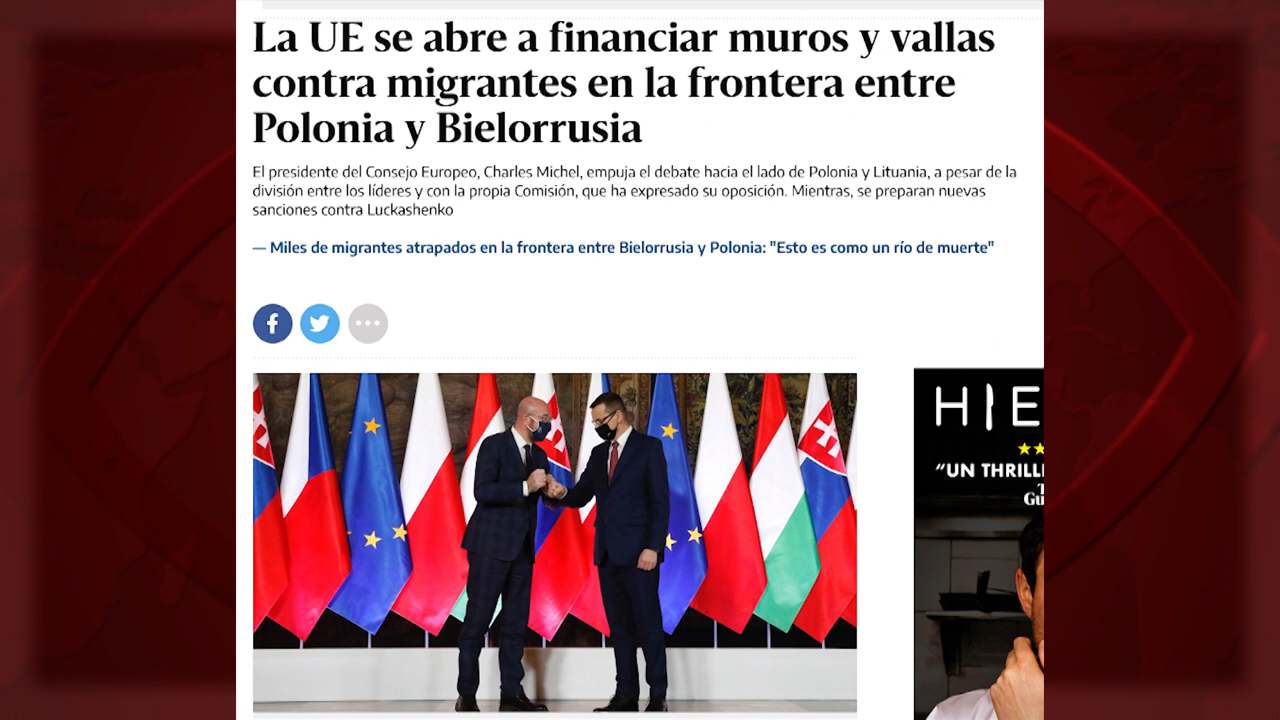 La UE se abre a financiar muros y vallas
contra migrantes en la frontera entre
Polonia y Bielorrusia
El presidente del Consejo Europeo, Charles Michel, empuja el debate hacia el lado de Polonia y Lituania, a pesar de la
división entre los líderes y con la propia Comisión, que ha expresado su oposición. Mientras, se preparan nuevas
sanciones contra Luckashenko
— Miles de migrantes atrapados en la frontera entre Bielorrusia y Polonia: "Esto es como un río de muerte"
HIE
"UN THRILL